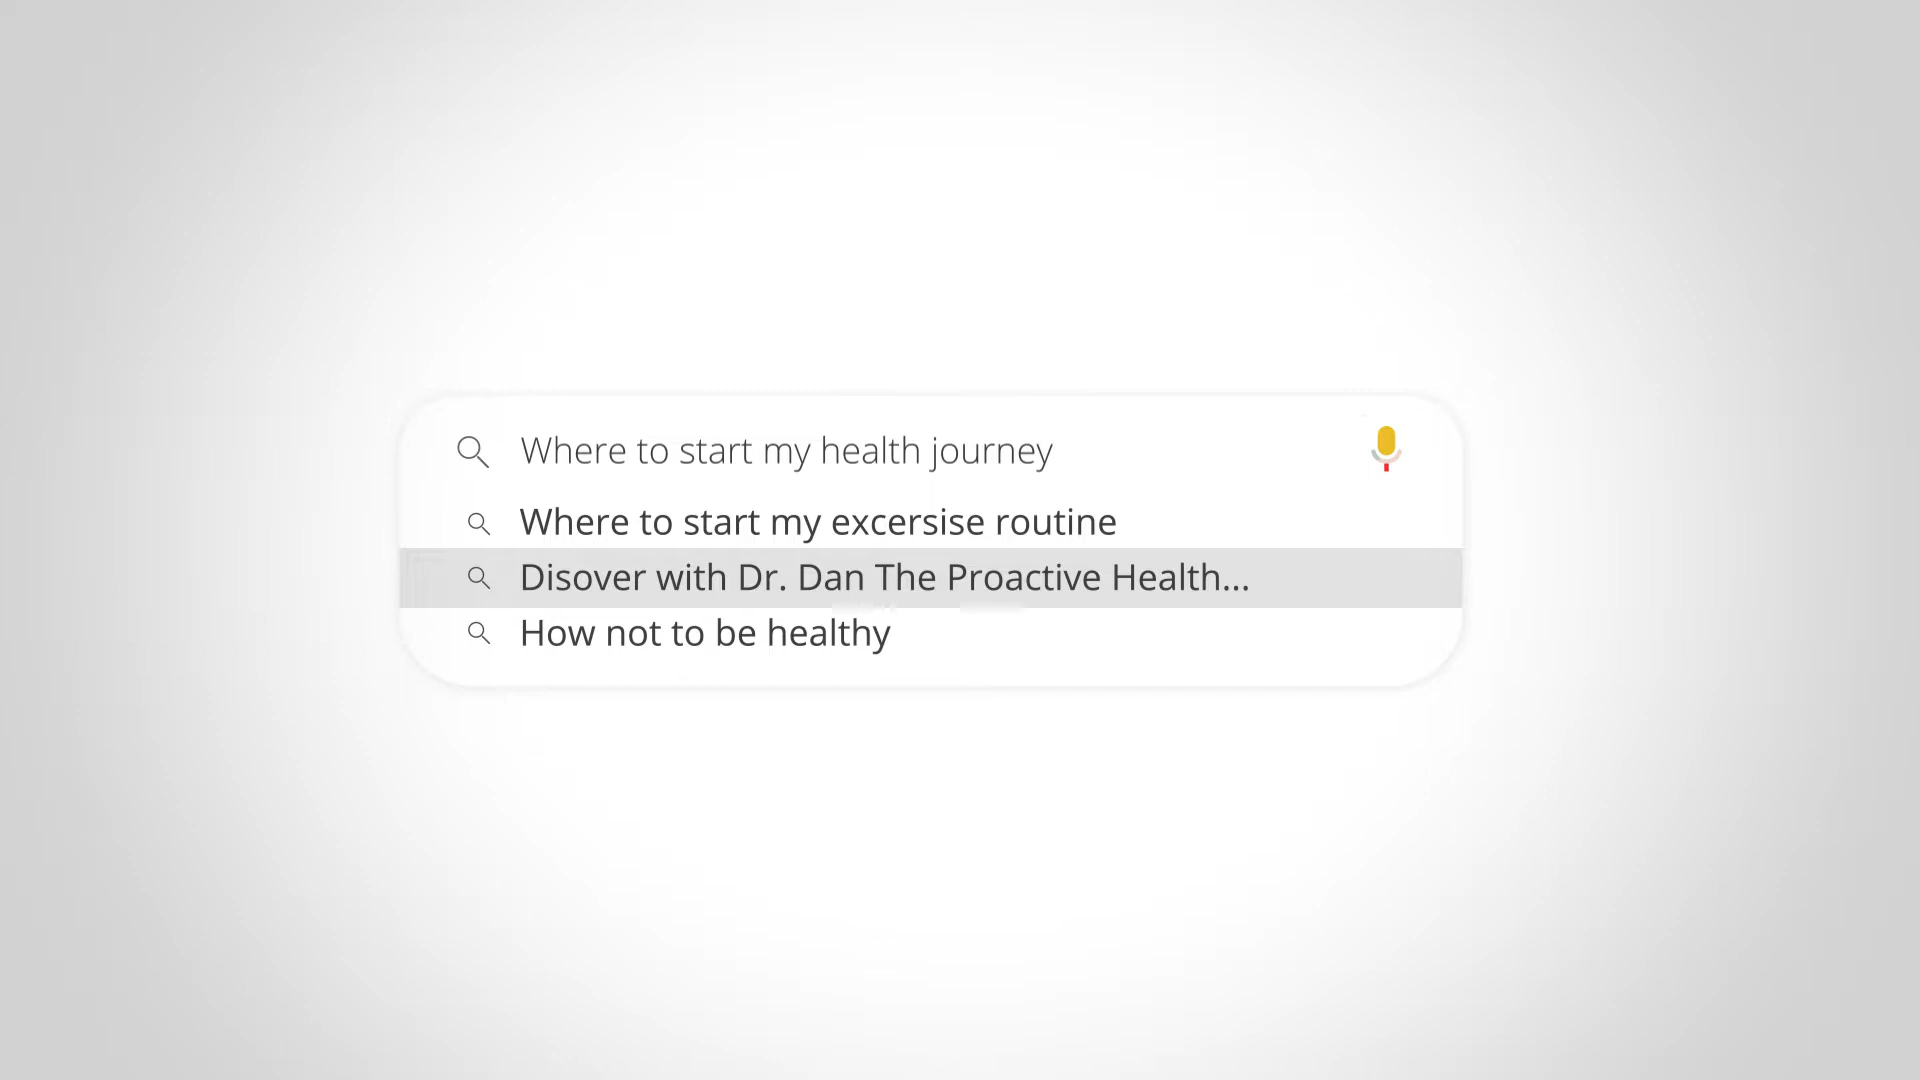 Where to start my health journey
Where to start my excersise routine
Disover with Dr. Dan The Proactive Health...
How not to be healthy